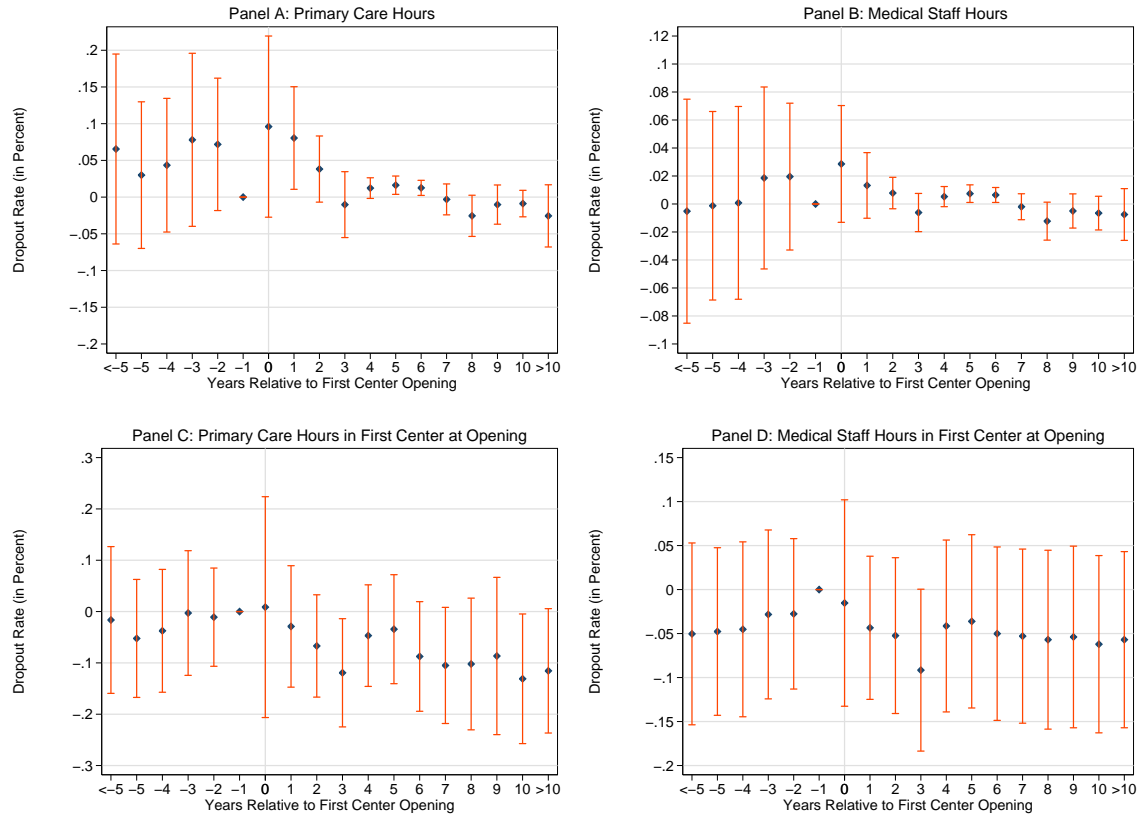 Panel A: Primary Care Hours
Dropout Rate (in Percent)
.2
.15
.1
.05
0
−.05
−.1
−.15
−.2
<−5 −5 −4 −3 −2 −1 0 1 2 3 4 5 6 7 8 9 10 >10
Years Relative to First Center Opening
Panel B: Medical Staff Hours
Dropout Rate (in Percent)
.12
.1
.08
.06
.04
.02
0
−.02
−.04
−.06
−.08
−.1
<−5 −5 −4 −3 −2 −1 0 1 2 3 4 5 6 7 8 9 10 >10
Years Relative to First Center Opening
Panel C: Primary Care Hours in First Center at Opening
Dropout Rate (in Percent)
.3
.2
.1
0
−.1
−.2
−.3
<−5 −5 −4 −3 −2 −1 0 1 2 3 4 5 6 7 8 9 10 >10
Years Relative to First Center Opening
Panel D: Medical Staff Hours in First Center at Opening
Dropout Rate (in Percent)
.15
.1
.05
0
−.05
−.1
−.15
−.2
<−5 −5 −4 −3 −2 −1 0 1 2 3 4 5 6 7 8 9 10 >10
Years Relative to First Center Opening